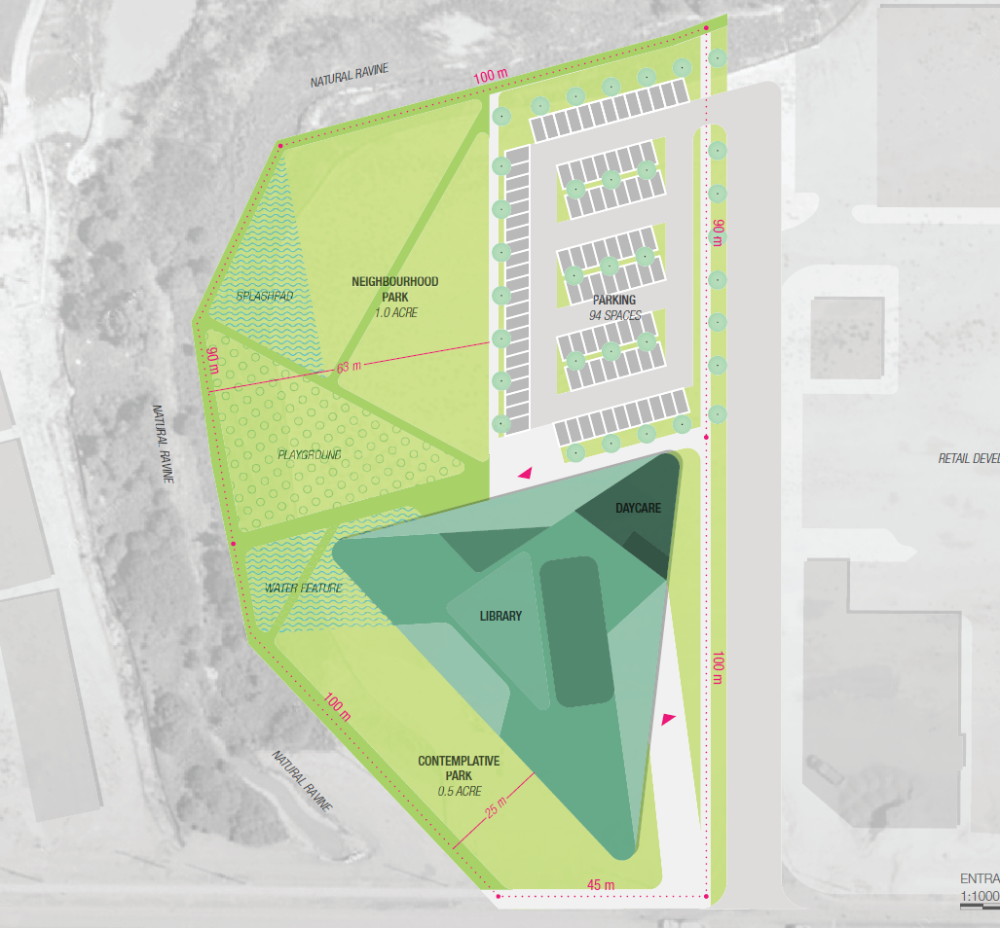 NATURAL RAVINE
100 m
90 m
SPLASHPAD
NEIGHBOURHOOD
PARK
1.0 ACRE
PARKING
94 SPACES
90 m
63 m
NATURAL RAVINE
PLAYGROUND
RETAIL DEVEL
DAYCARE
WATER FEATURE
LIBRARY
100 m
100 m
NATURAL RAVINE
CONTEMPLATIVE
PARK
0.5 ACRE
25 m
45 m
ENTRA
1:1000